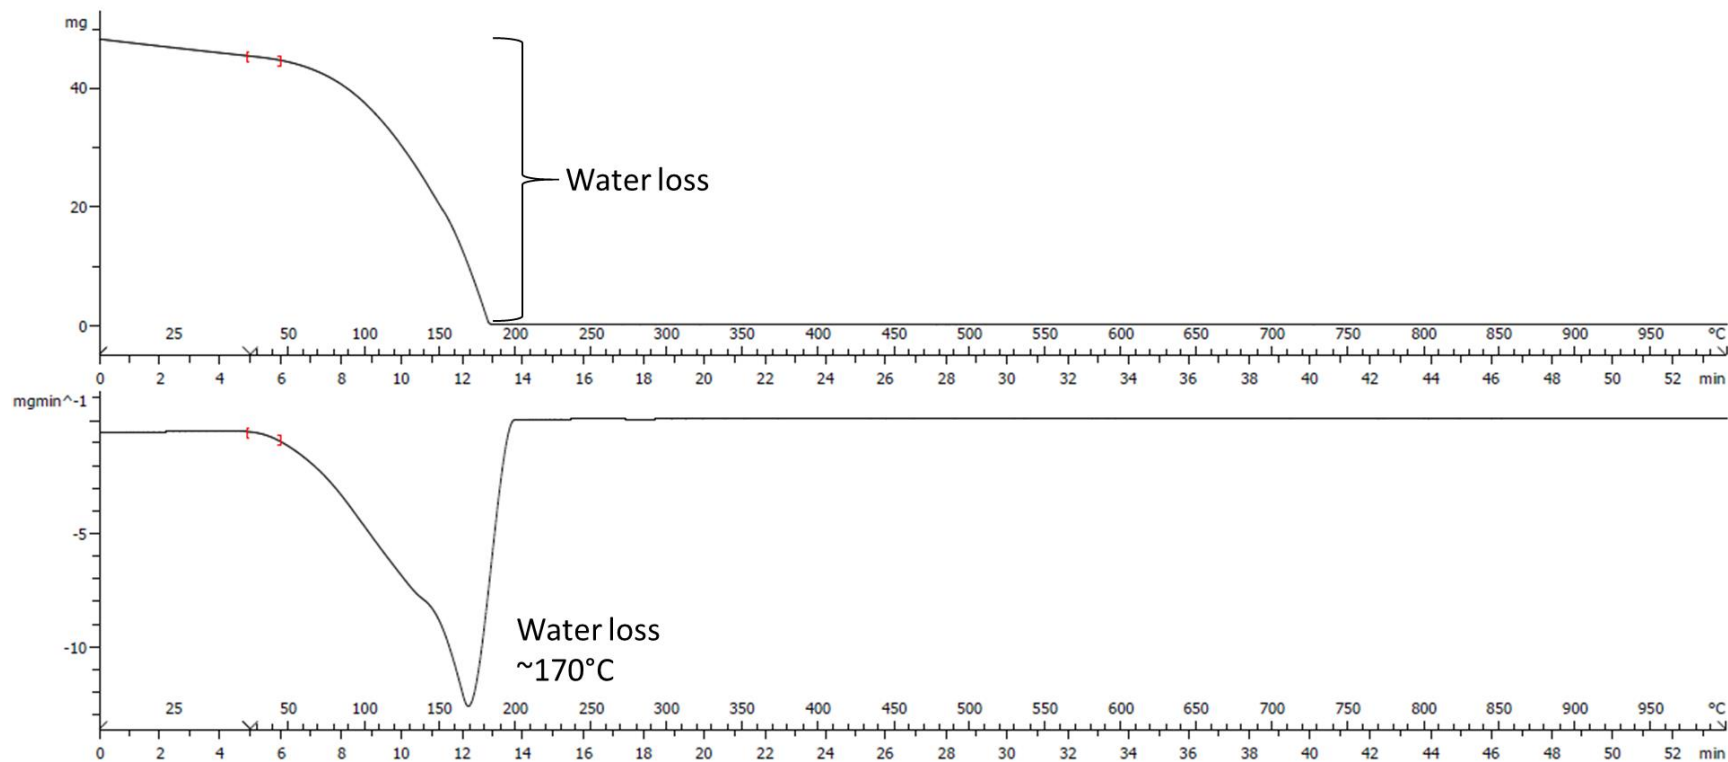 mg
40
Water loss
20
0
25 50 100 150 200 250 300 350 400 450 500 550 600 650 700 750 800 850 900 950 °C
0 2 4 6 8 10 12 14 16 18 20 22 24 26 28 30 32 34 36 38 40 42 44 46 48 50 52 min
mgmin^-1
-5
Water loss
-10
~170°C
25 50 100 150 200 250 300 350 400 450 500 550 600 650 700 750 800 850 900 950 °C
0 2 4 6 8 10 12 14 16 18 20 22 24 26 28 30 32 34 36 38 40 42 44 46 48 50 52 min